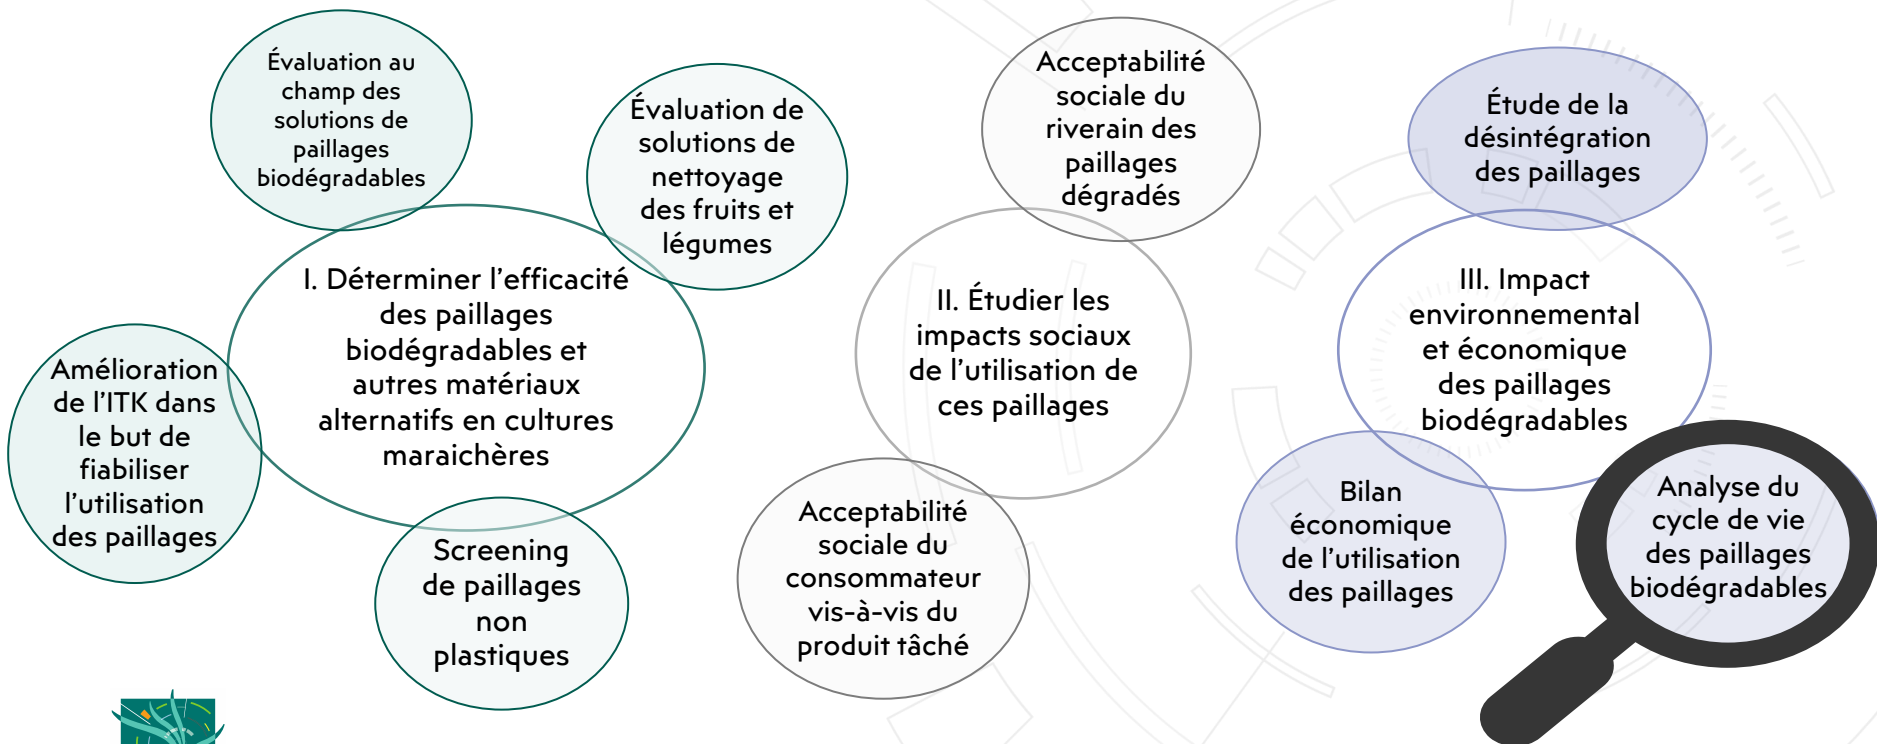 Évaluation au
champ des
solutions de
paillages
biodégradables
Évaluation de
solutions de
nettoyage
des fruits et
légumes
I. Déterminer l'efficacité
des paillages
biodégradables et
autres matériaux
alternatifs en cultures
maraichères
Amélioration
de l'ITK dans
le but de
fiabiliser
l'utilisation
des paillages
Screening
de paillages
non
plastiques
Acceptabilité
sociale du
riverain des
paillages
dégradés
II. Étudier les
impacts sociaux
de l'utilisation de
ces paillages
Acceptabilité
sociale du
consommateur
vis-à-vis du
produit tâché
Étude de la
désintégration
des paillages
III. Impact
environnemental
et économique
des paillages
biodégradables
Bilan
économique
de l'utilisation
des paillages
Analyse du
cycle de vie
des paillages
biodégradables